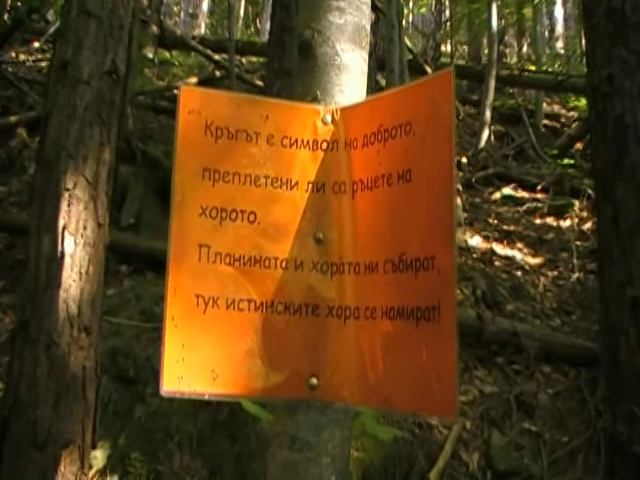 Кръгът е символ на доброто,
преплетени ли са ръцете на
хорото.
Планината и хората ни събират,
тук истинските хора се намират!